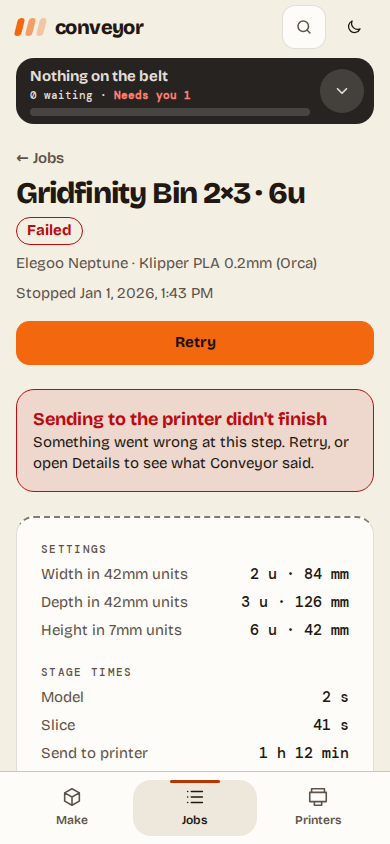 conveyor
Nothing on the belt
0 waiting · Needs you 1
← Jobs
Gridfinity Bin 2×3 · 6u
Failed
Elegoo Neptune · Klipper PLA 0.2mm (Orca)
Stopped Jan 1, 2026, 1:43 PM
Retry
Sending to the printer didn't finish
Something went wrong at this step. Retry, or
open Details to see what Conveyor said.
SETTINGS
Width in 42mm units 2 u · 84 mm
Depth in 42mm units 3 u · 126 mm
Height in 7mm units 6 u · 42 mm
STAGE TIMES
Model 2 s
Slice 41 s
Send to printer 1 h 12 min
Make Jobs Printers